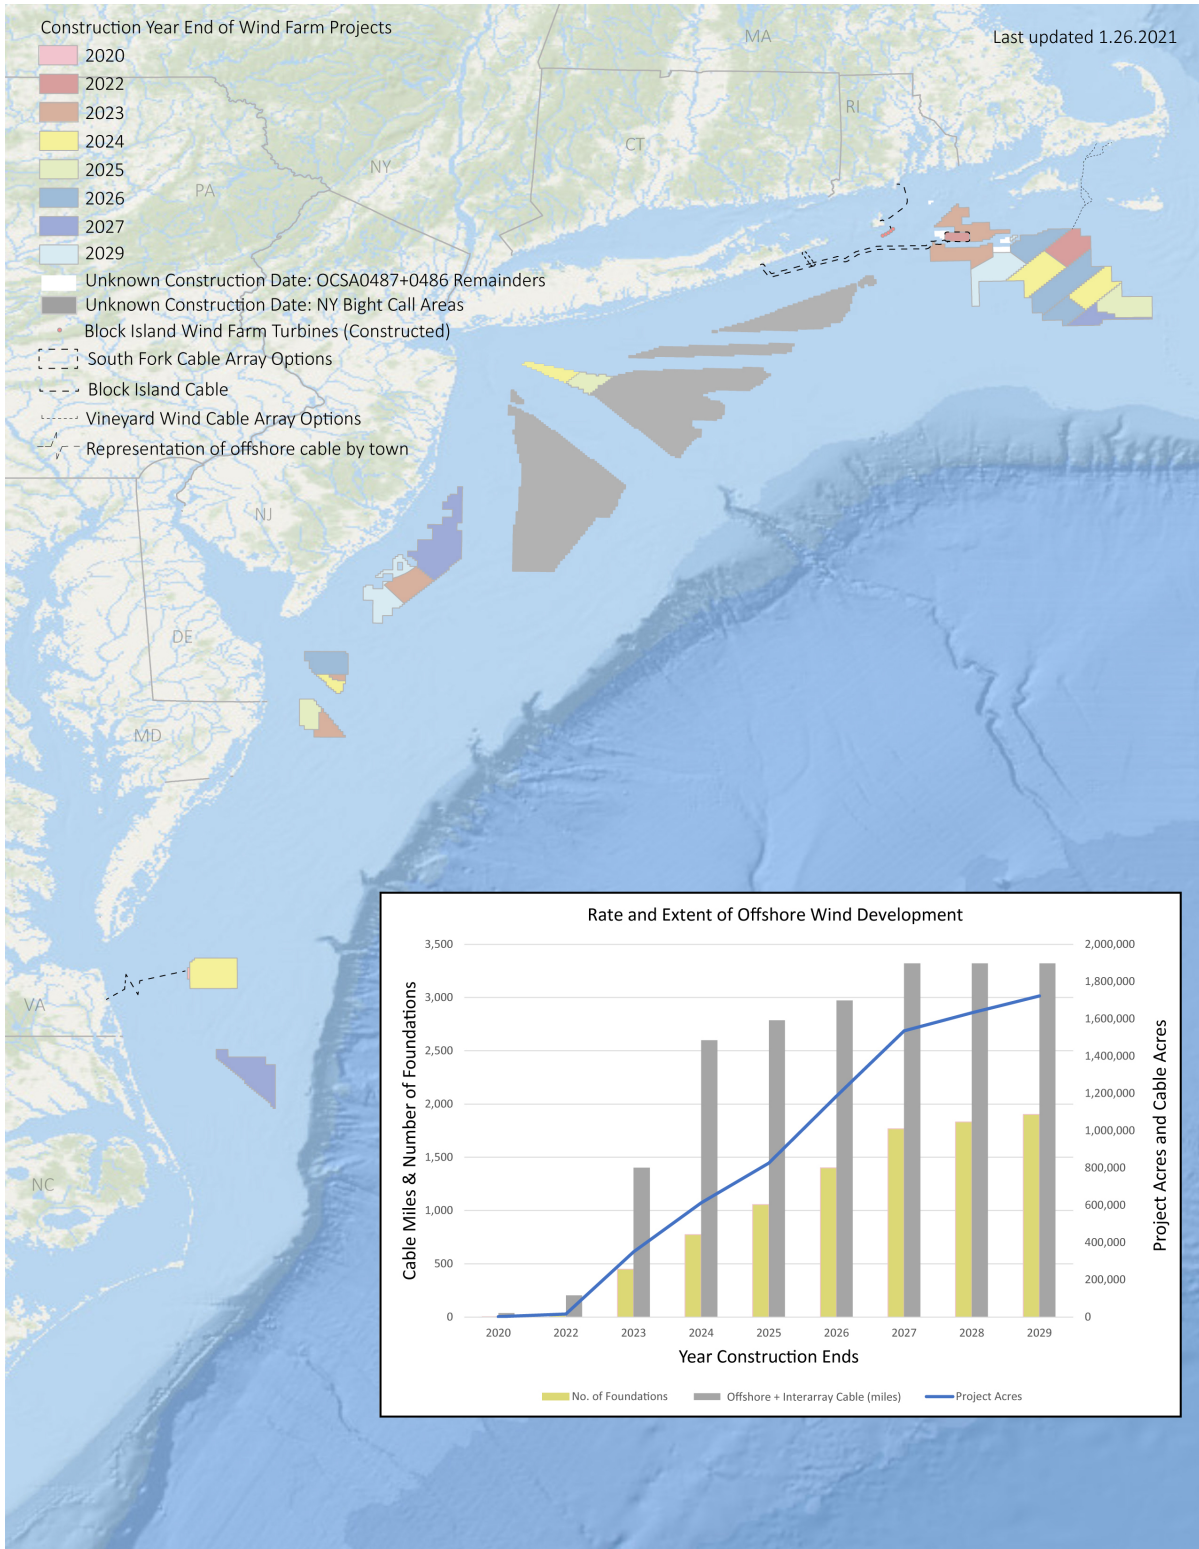 Construction Year End of Wind Farm Projects
2020
2022
2023
2024
2025
2026
2027
2029
Unknown Construction Date: OCSA0487+0486 Remainders
Unknown Construction Date: NY Bight Call Areas
Block Island Wind Farm Turbines (Constructed)
South Fork Cable Array Options
Block Island Cable
Vineyard Wind Cable Array Options
Representation of offshore cable by town
Last updated 1.26.2021
MA
RI
CT
NY
PA
NJ
DE
MD
VA
NC
Rate and Extent of Offshore Wind Development
Cable Miles & Number of Foundations
3,500
3,000
2,500
2,000
1,500
1,000
500
0
2,000,000
1,800,000
1,600,000
1,400,000
1,200,000
1,000,000
800,000
600,000
400,000
200,000
0
Project Acres and Cable Acres
2020 2022 2023 2024 2025 2026 2027 2028 2029
Year Construction Ends
No. of Foundations Offshore + Interarray Cable (miles) Project Acres